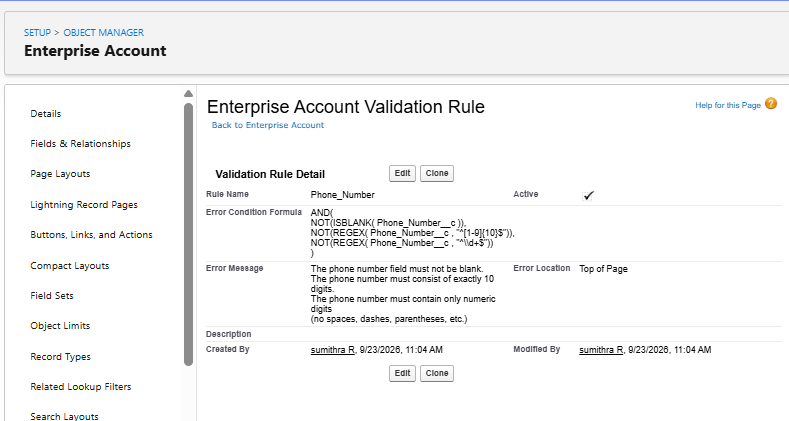 SETUP > OBJECT MANAGER
Enterprise Account
Details
Fields & Relationships
Page Layouts
Lightning Record Pages
Buttons, Links, and Actions
Compact Layouts
Field Sets
Object Limits
Record Types
Related Lookup Filters
Search Layouts
Enterprise Account Validation Rule
Help for this Page ?
Back to Enterprise Account
Validation Rule Detail Edit Clone
Rule Name Phone_Number Active
Error Condition Formula AND(
NOT(ISBLANK( Phone_Number__c )),
NOT(REGEX( Phone_Number__c , "^[1-9]{10}$")),
NOT(REGEX( Phone_Number__c , "^\\d+$"))
)
Error Message The phone number field must not be blank. Error Location Top of Page
The phone number must consist of exactly 10
digits.
The phone number must contain only numeric
digits
(no spaces, dashes, parentheses, etc.)
Description
Created By sumithra R, 9/23/2026, 11:04 AM Modified By sumithra R, 9/23/2026, 11:04 AM
Edit Clone